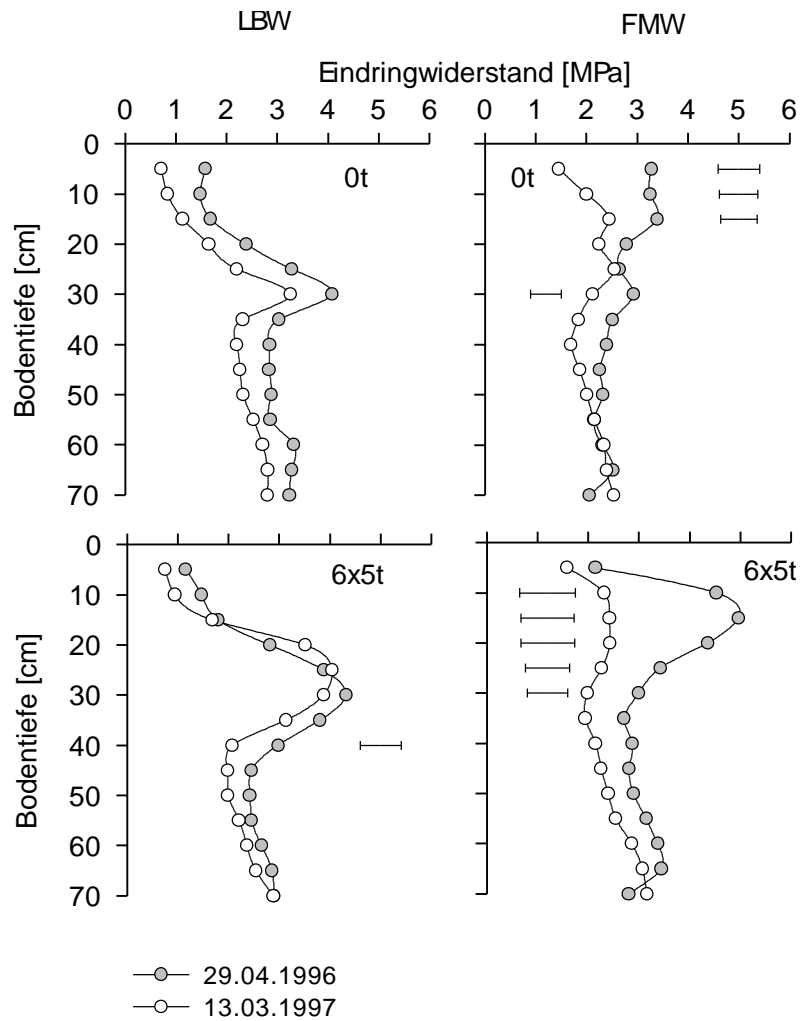 LBW FMW
Eindringwiderstand [MPa]
0 1 2 3 4 5 6 0 1 2 3 4 5 6
0
10
20
30
40
50
60
70
Bodentiefe [cm]
0t 0t
0
10
20
30
40
50
60
70
Bodentiefe [cm]
6x5t 6x5t
29.04.1996
13.03.1997